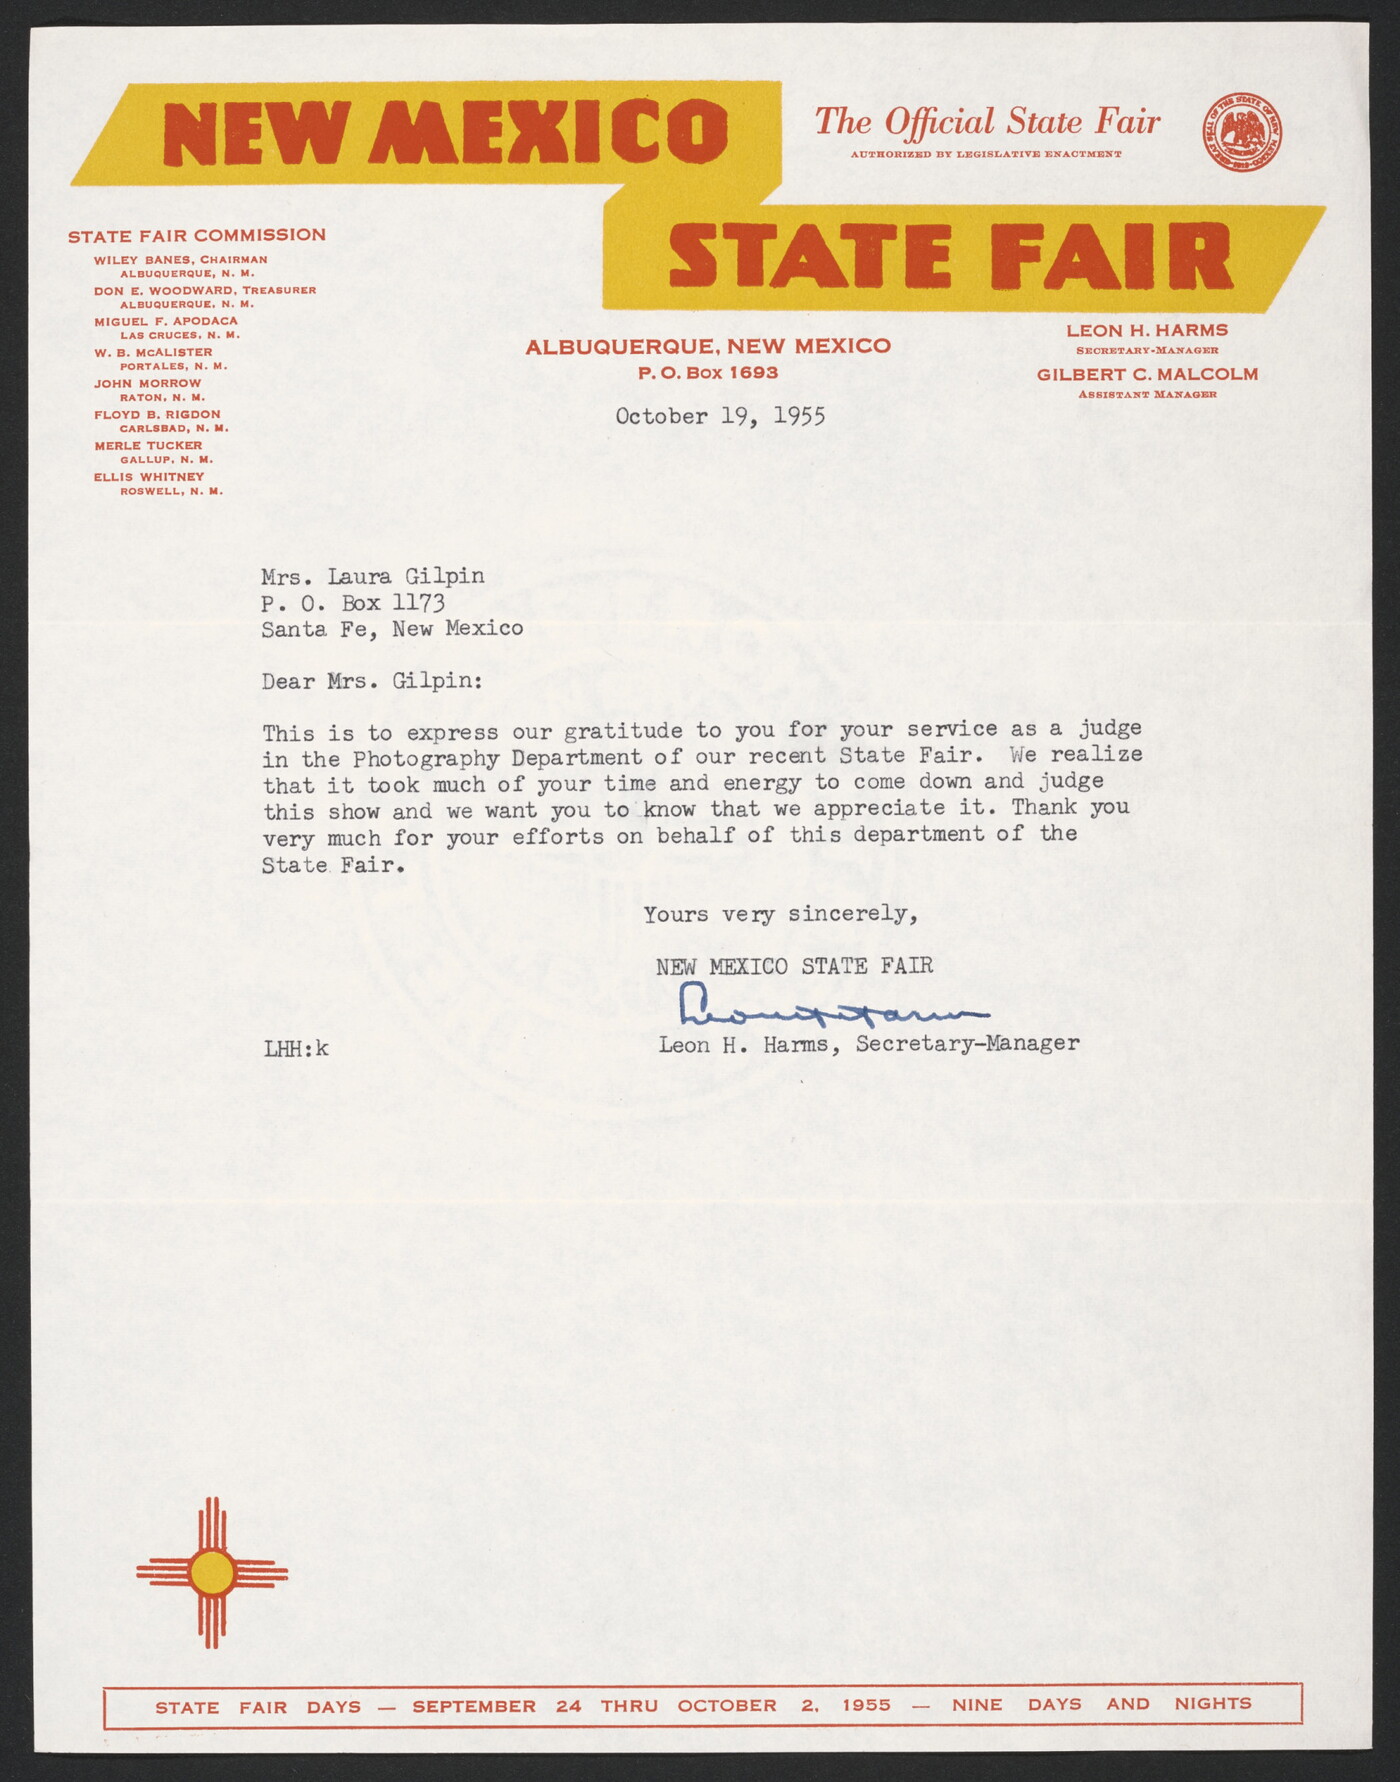 NEW MEXICO
STATE FAIR
The Official State Fair
AUTHORIZED BY LEGISLATIVE ENACTMENT
STATE FAIR COMMISSION
WILEY BANES, CHAIRMAN
ALBUQUERQUE, N. M.
DON E. WOODWARD, TREASURER
ALBUQUERQUE, N. M.
MIGUEL F. APODACA
LAS CRUCES, N. M.
W. B. McALISTER
PORTALES, N. M.
JOHN MORROW
RATON, N. M.
FLOYD B. RIGDON
CARLSBAD, N. M.
MERLE TUCKER
GALLUP, N. M.
ELLIS WHITNEY
ROSWELL, N. M.
ALBUQUERQUE, NEW MEXICO
P. O. Box 1693
LEON H. HARMS
SECRETARY-MANAGER
GILBERT C. MALCOLM
ASSISTANT MANAGER
October 19, 1955
Mrs. Laura Gilpin
P. O. Box 1173
Santa Fe, New Mexico
Dear Mrs. Gilpin:
This is to express our gratitude to you for your service as a judge
in the Photography Department of our recent State Fair. We realize
that it took much of your time and energy to come down and judge
this show and we want you to know that we appreciate it. Thank you
very much for your efforts on behalf of this department of the
State Fair.
Yours very sincerely,
NEW MEXICO STATE FAIR
Leon H Harms
LHH:k
Leon H. Harms, Secretary-Manager
STATE FAIR DAYS — SEPTEMBER 24 THRU OCTOBER 2, 1955 — NINE DAYS AND NIGHTS